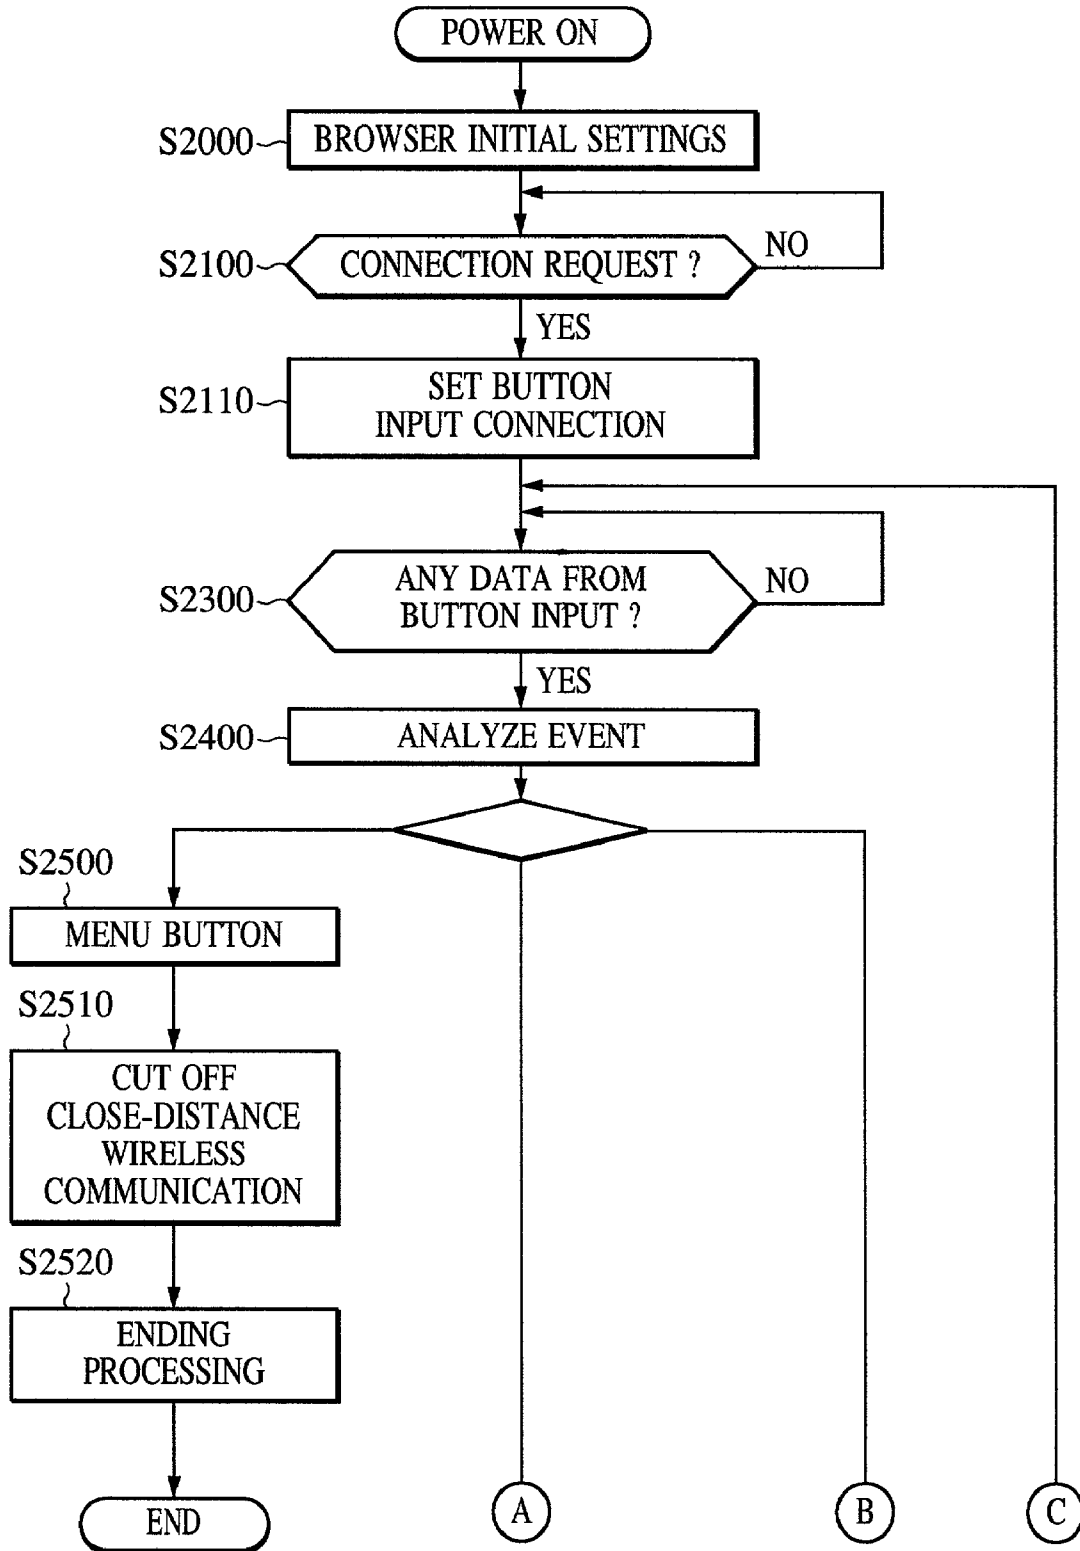 POWER ON
S2000
BROWSER INITIAL SETTINGS
S2100
CONNECTION REQUEST ?
NO
YES
S2110
SET BUTTON
INPUT CONNECTION
S2300
ANY DATA FROM
BUTTON INPUT ?
NO
YES
S2400
ANALYZE EVENT
S2500
MENU BUTTON
S2510
CUT OFF
CLOSE-DISTANCE
WIRELESS
COMMUNICATION
S2520
ENDING
PROCESSING
END
A
B
C